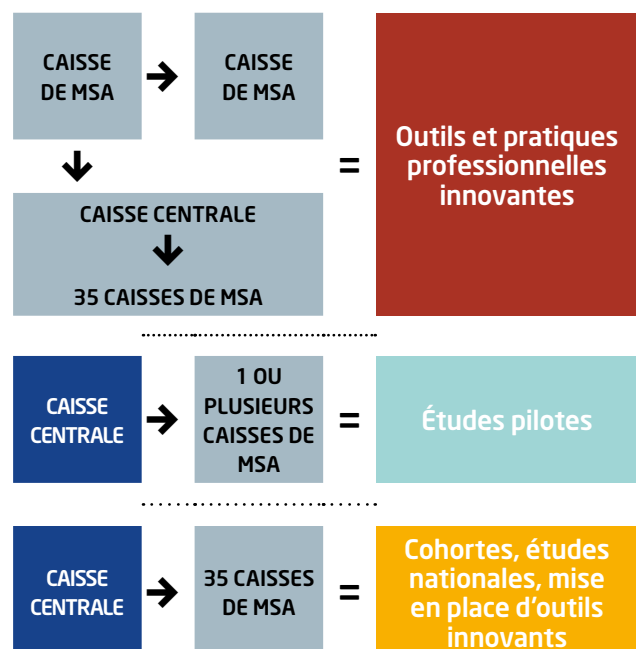 CAISSE
DE MSA
CAISSE
DE MSA
CAISSE CENTRALE
35 CAISSES DE MSA
=
Outils et pratiques
professionnelles
innovantes
CAISSE
CENTRALE
1 OU
PLUSIEURS
CAISSES DE
MSA
=
Études pilotes
CAISSE
CENTRALE
35 CAISSES
DE MSA
=
Cohortes, études
nationales, mise
en place d'outils
innovants